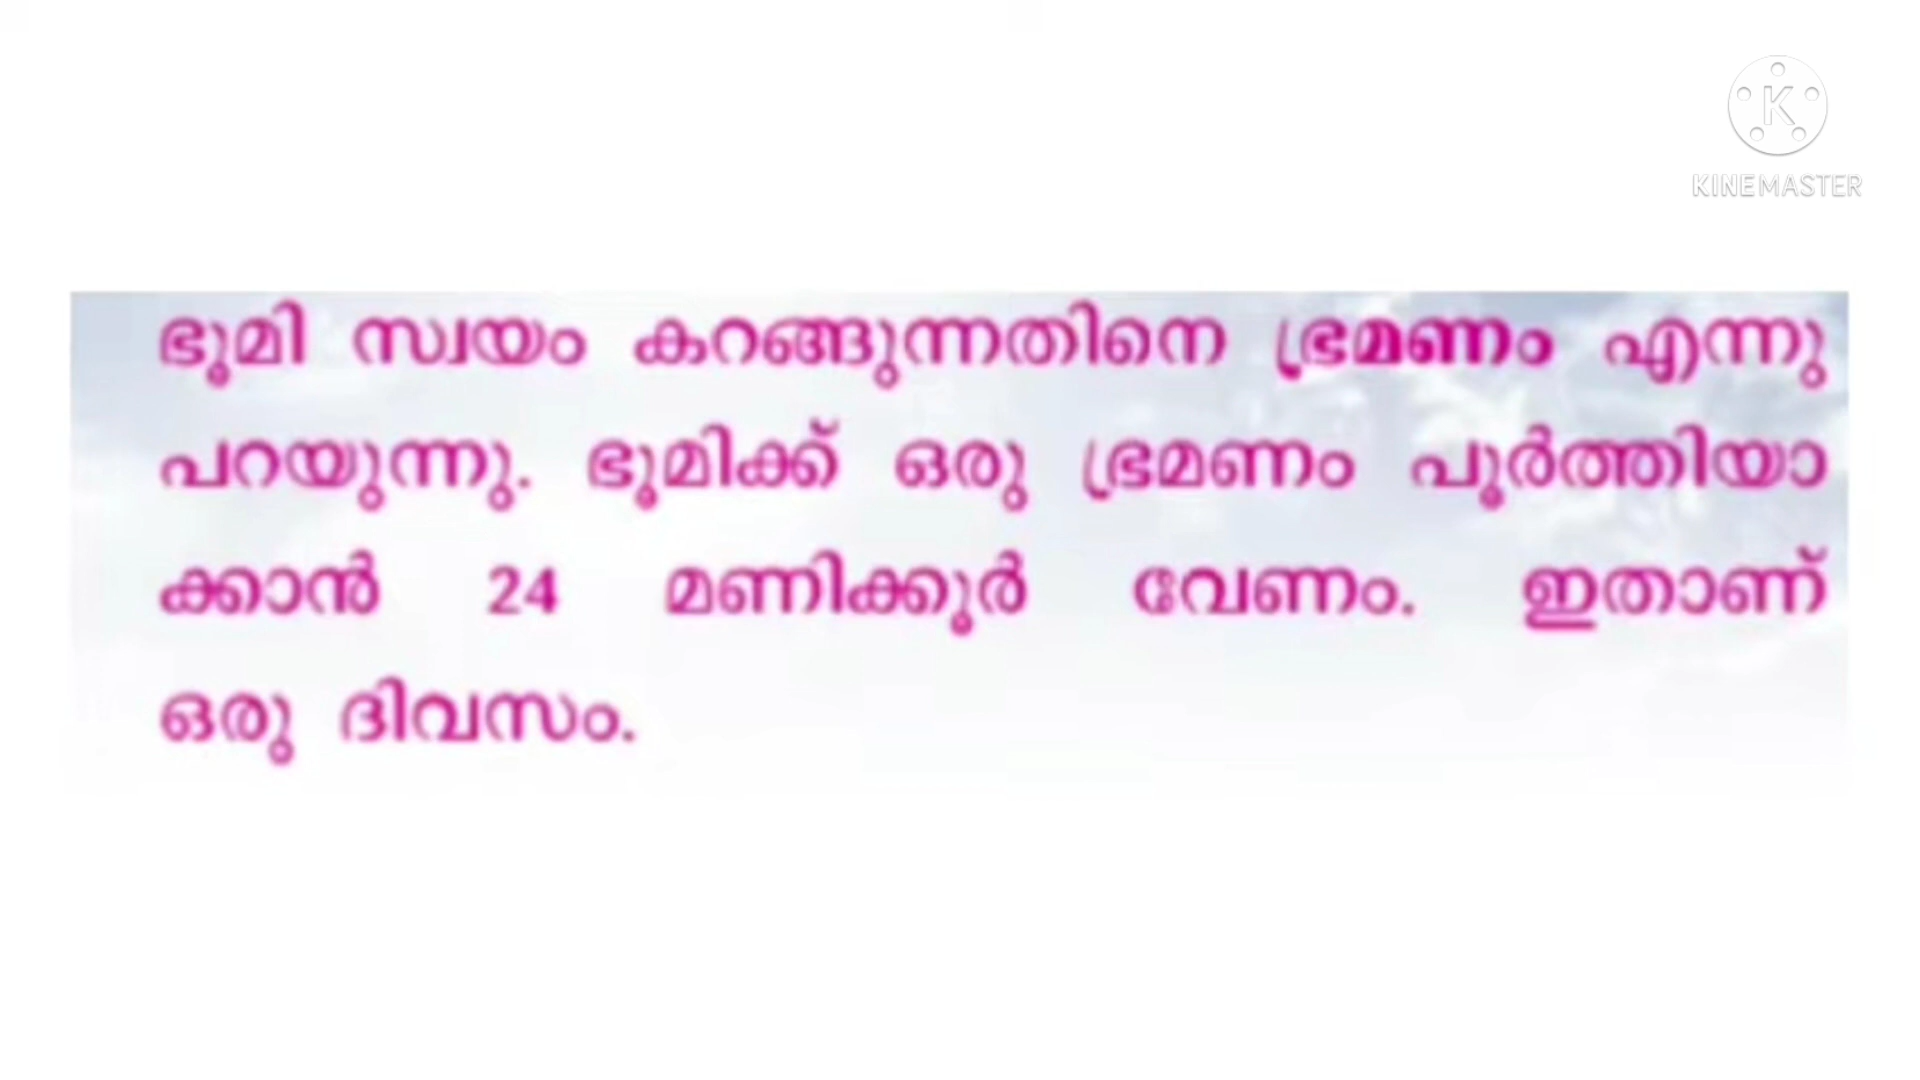 KINEMASTER
ഭൂമി സ്വയം കറങ്ങുന്നതിനെ ഭ്രമണം എന്നു
പറയുന്നു. ഭൂമിക്ക് ഒരു ഭ്രമണം പൂർത്തിയാ
ക്കാൻ 24 മണിക്കൂർ വേണം. ഇതാണ്
ഒരു ദിവസം.